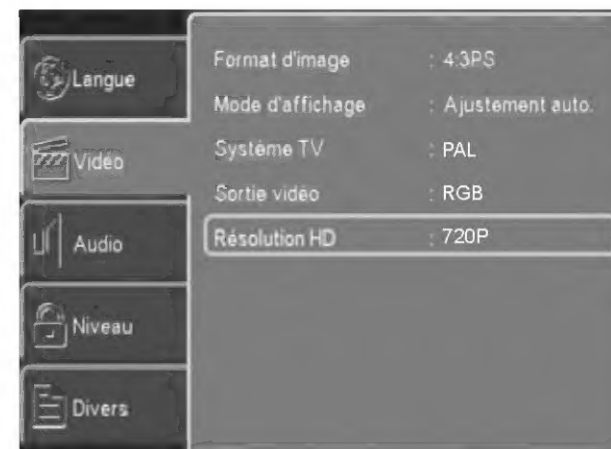 Langue
Vidéo
Audio
Niveau
Divers
Format d'image : 4:3PS
Mode d'affichage : Ajustement auto.
Système TV : PAL
Sortie vidéo : RGB
Résolution HD : 720P